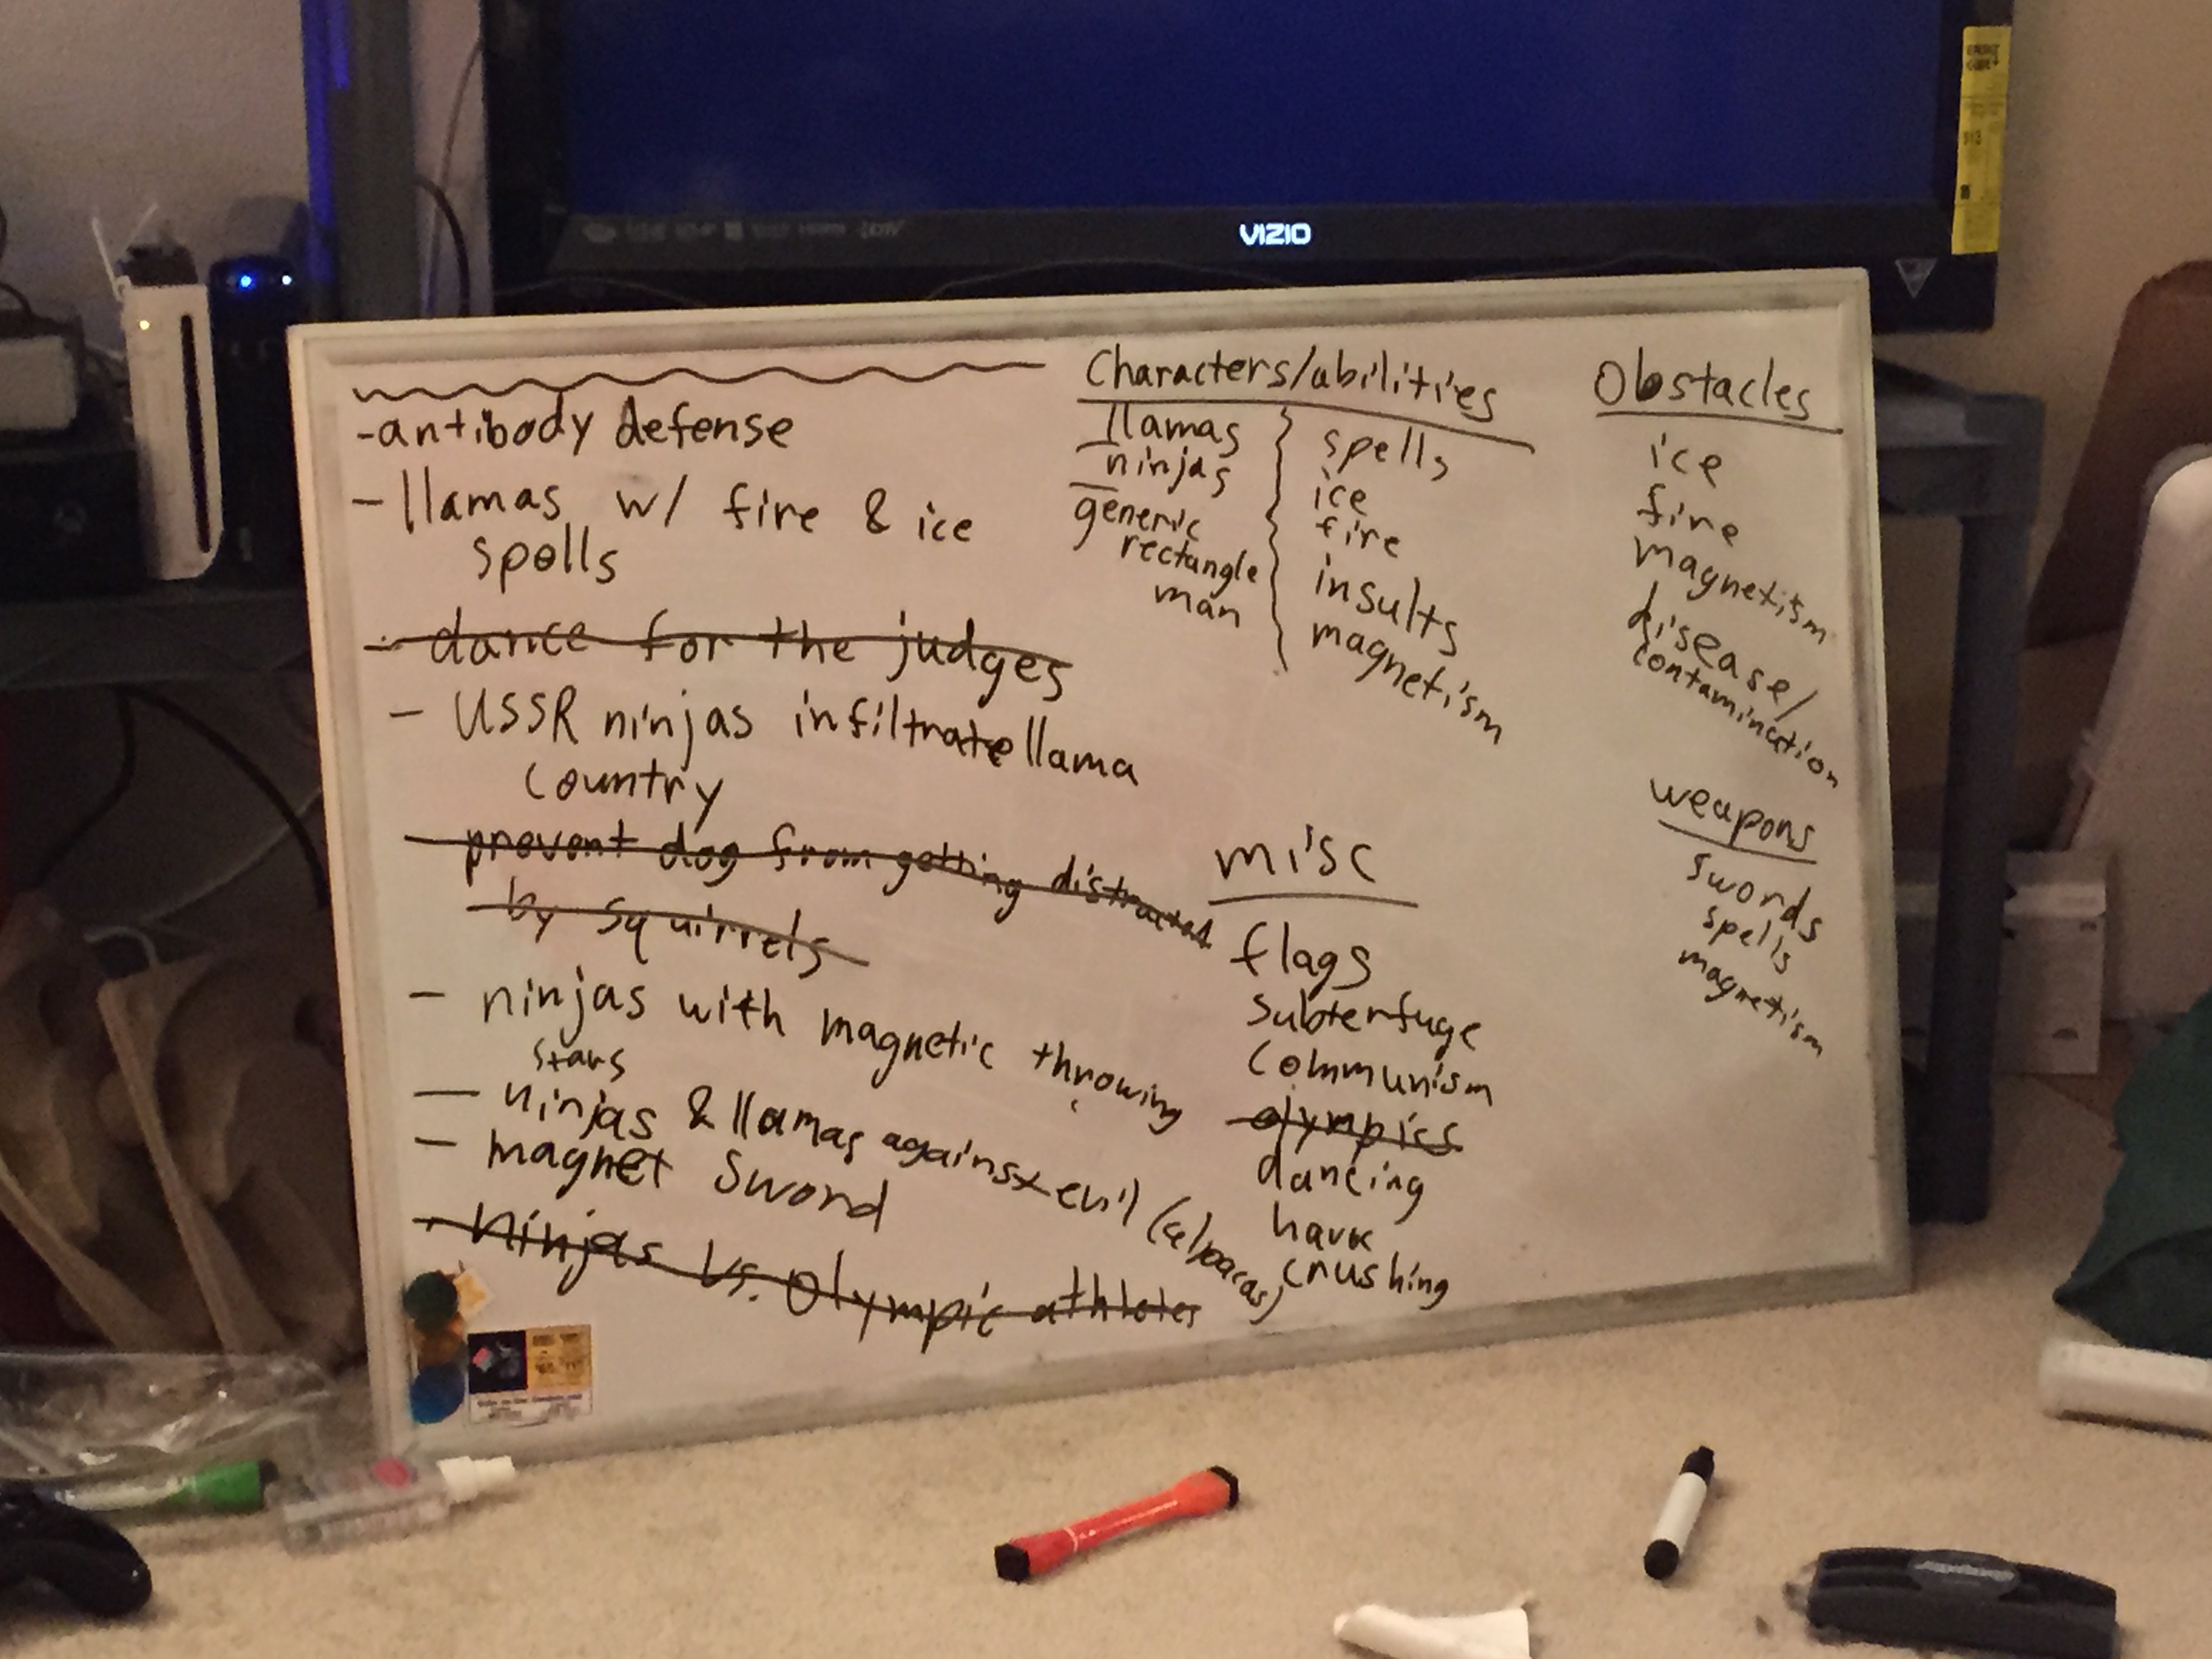 VIZIO
-antibody defense
- llamas w/ fire & ice
spells
- dance for the judges
- USSR ninjas infiltrate llama
country
- prevent dog from getting distracted
by squirrels
- ninjas with magnetic throwing
stars
- ninjas & llamas against evil (alpacas)
- magnet sword
- Ninjas Vs. Olympic athletes
Characters/abilities
llamas
ninjas
generic
rectangle
man
spells
ice
fire
insults
magnetism
misc
flags
subterfuge
communism
olympics
dancing
havok
crushing
Obstacles
ice
fire
magnetism
disease/
contamination
weapons
swords
spells
magnetism